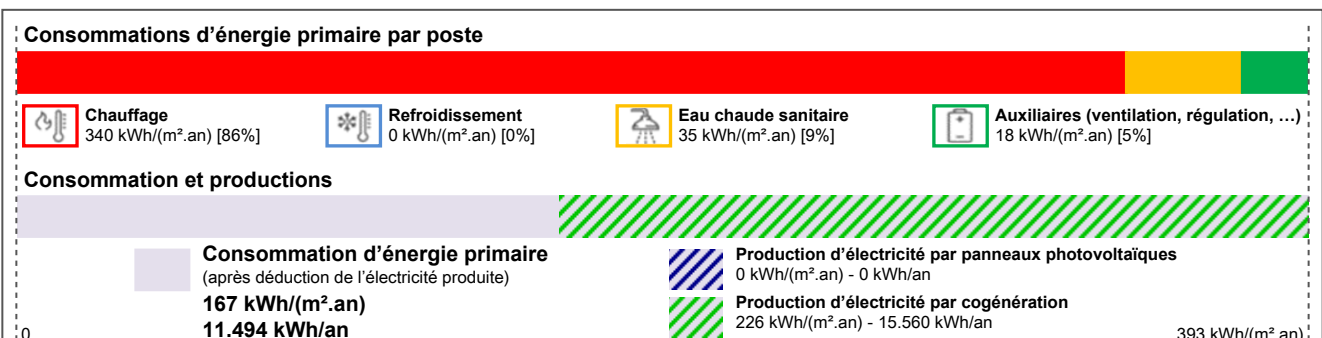 Consommations d’énergie primaire par poste
Chauffage
340 kWh/(m².an) [86%]
Refroidissement
0 kWh/(m².an) [0%]
Eau chaude sanitaire
35 kWh/(m².an) [9%]
Auxiliaires (ventilation, régulation, …)
18 kWh/(m².an) [5%]
Consommation et productions
Consommation d’énergie primaire
(après déduction de l’électricité produite)
167 kWh/(m².an)
11.494 kWh/an
Production d’électricité par panneaux photovoltaïques
0 kWh/(m².an) - 0 kWh/an
Production d’électricité par cogénération
226 kWh/(m².an) - 15.560 kWh/an
0
393 kWh/(m².an)